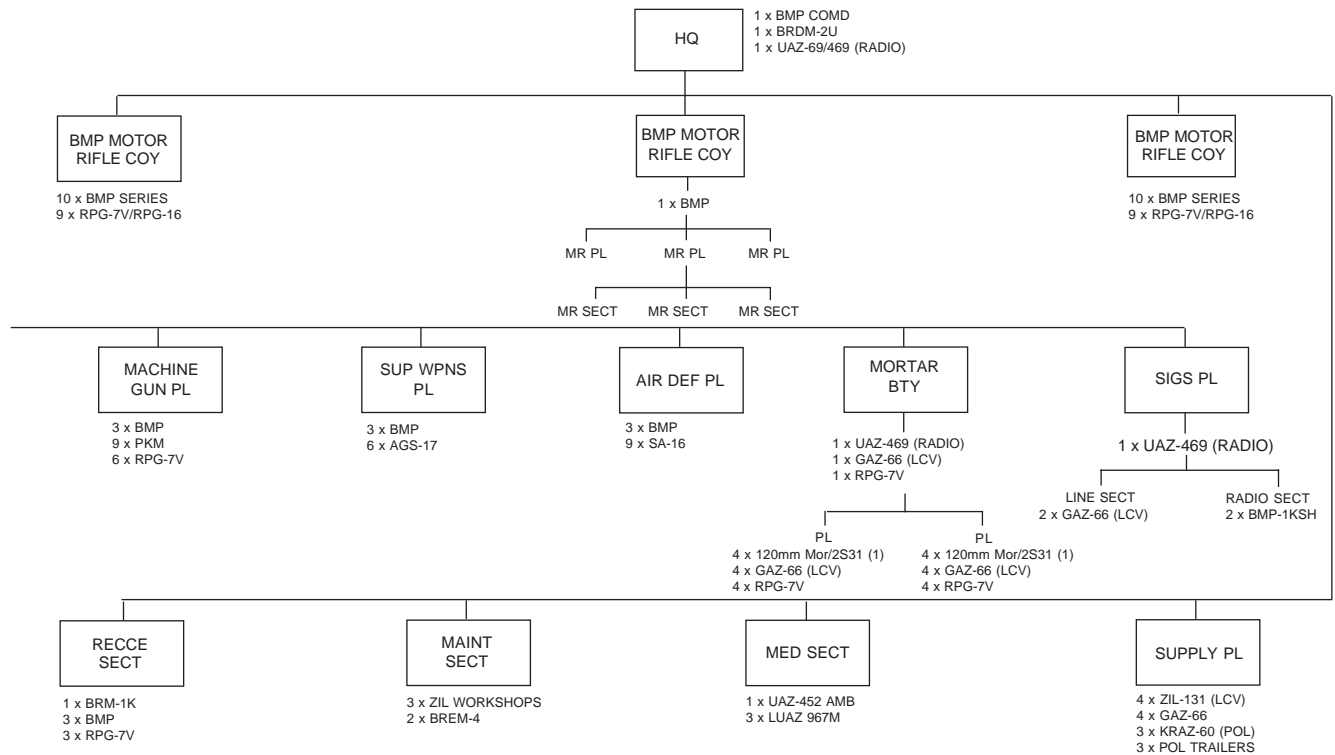 HQ
1 x BMP COMD
1 x BRDM-2U
1 x UAZ-69/469 (RADIO)
BMP MOTOR
RIFLE COY
10 x BMP SERIES
9 x RPG-7V/RPG-16
BMP MOTOR
RIFLE COY
1 x BMP
MR PL
MR PL
MR PL
MR SECT
MR SECT
MR SECT
BMP MOTOR
RIFLE COY
10 x BMP SERIES
9 x RPG-7V/RPG-16
MACHINE
GUN PL
3 x BMP
9 x PKM
6 x RPG-7V
SUP WPNS
PL
3 x BMP
6 x AGS-17
AIR DEF PL
3 x BMP
9 x SA-16
MORTAR
BTY
1 x UAZ-469 (RADIO)
1 x GAZ-66 (LCV)
1 x RPG-7V
PL
4 x 120mm Mor/2S31 (1)
4 x GAZ-66 (LCV)
4 x RPG-7V
PL
4 x 120mm Mor/2S31 (1)
4 x GAZ-66 (LCV)
4 x RPG-7V
SIGS PL
1 x UAZ-469 (RADIO)
LINE SECT
2 x GAZ-66 (LCV)
RADIO SECT
2 x BMP-1KSH
RECCE
SECT
1 x BRM-1K
3 x BMP
3 x RPG-7V
MAINT
SECT
3 x ZIL WORKSHOPS
2 x BREM-4
MED SECT
1 x UAZ-452 AMB
3 x LUAZ 967M
SUPPLY PL
4 x ZIL-131 (LCV)
4 x GAZ-66
3 x KRAZ-60 (POL)
3 x POL TRAILERS